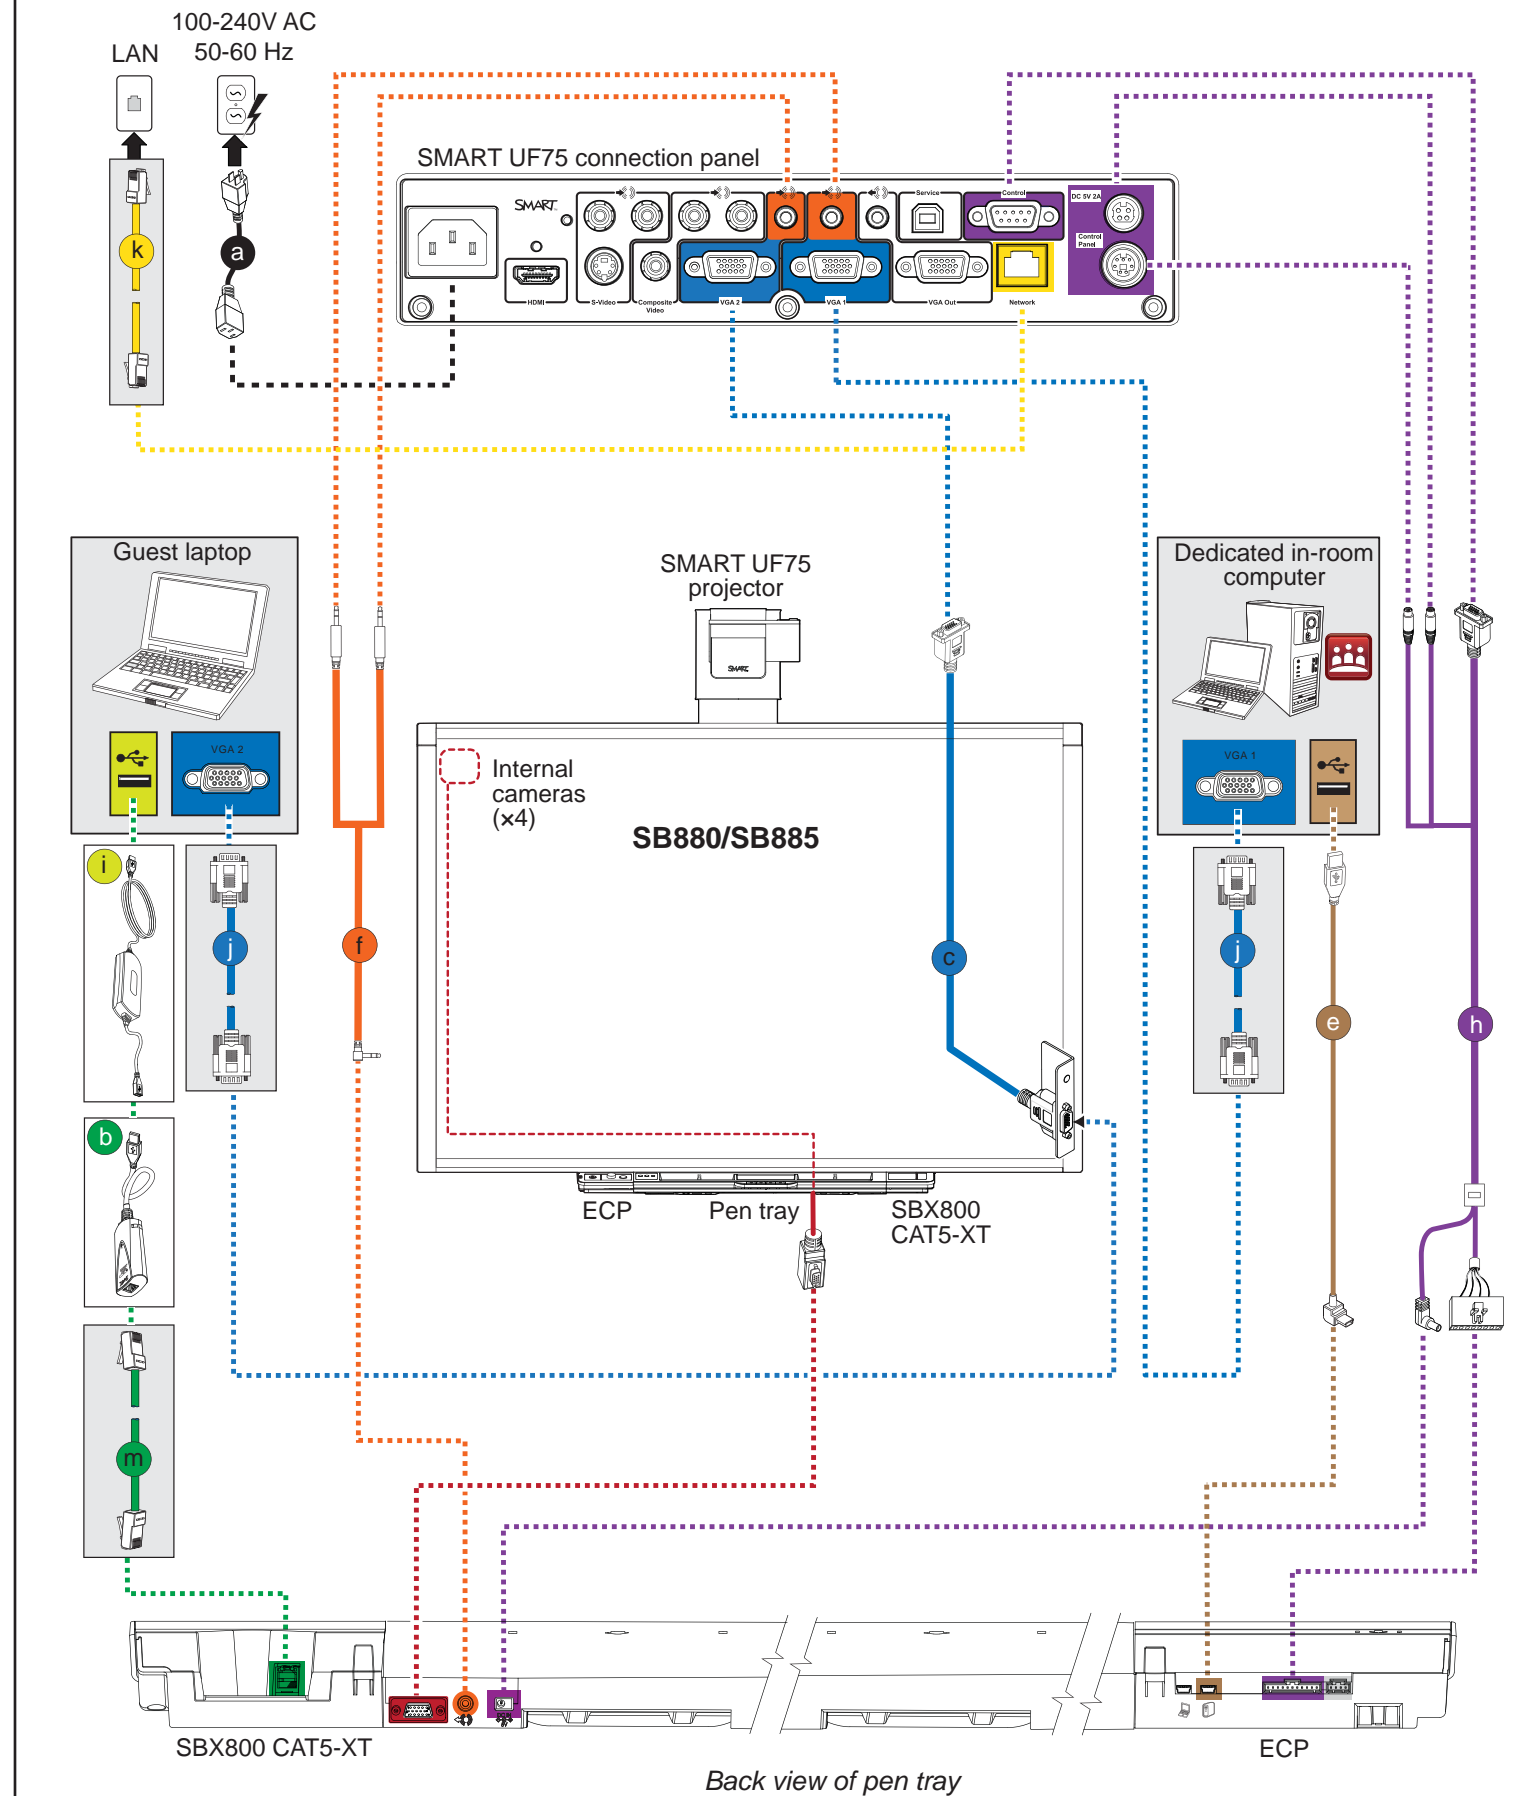 100-240V AC
50-60 Hz
LAN
k
a
SMART UF75 connection panel
SMART
HDMI
S-Video
Composite
Video
VGA 2
VGA 1
Service
VGA Out
Control
Network
DC 5V 2A
Control
Panel
Guest laptop
VGA 2
SMART UF75
projector
SMART
Dedicated in-room
computer
VGA 1
Internal
cameras
(×4)
SB880/SB885
i
j
f
c
j
e
h
b
m
ECP
Pen tray
SBX800
CAT5-XT
SBX800 CAT5-XT
ECP
Back view of pen tray